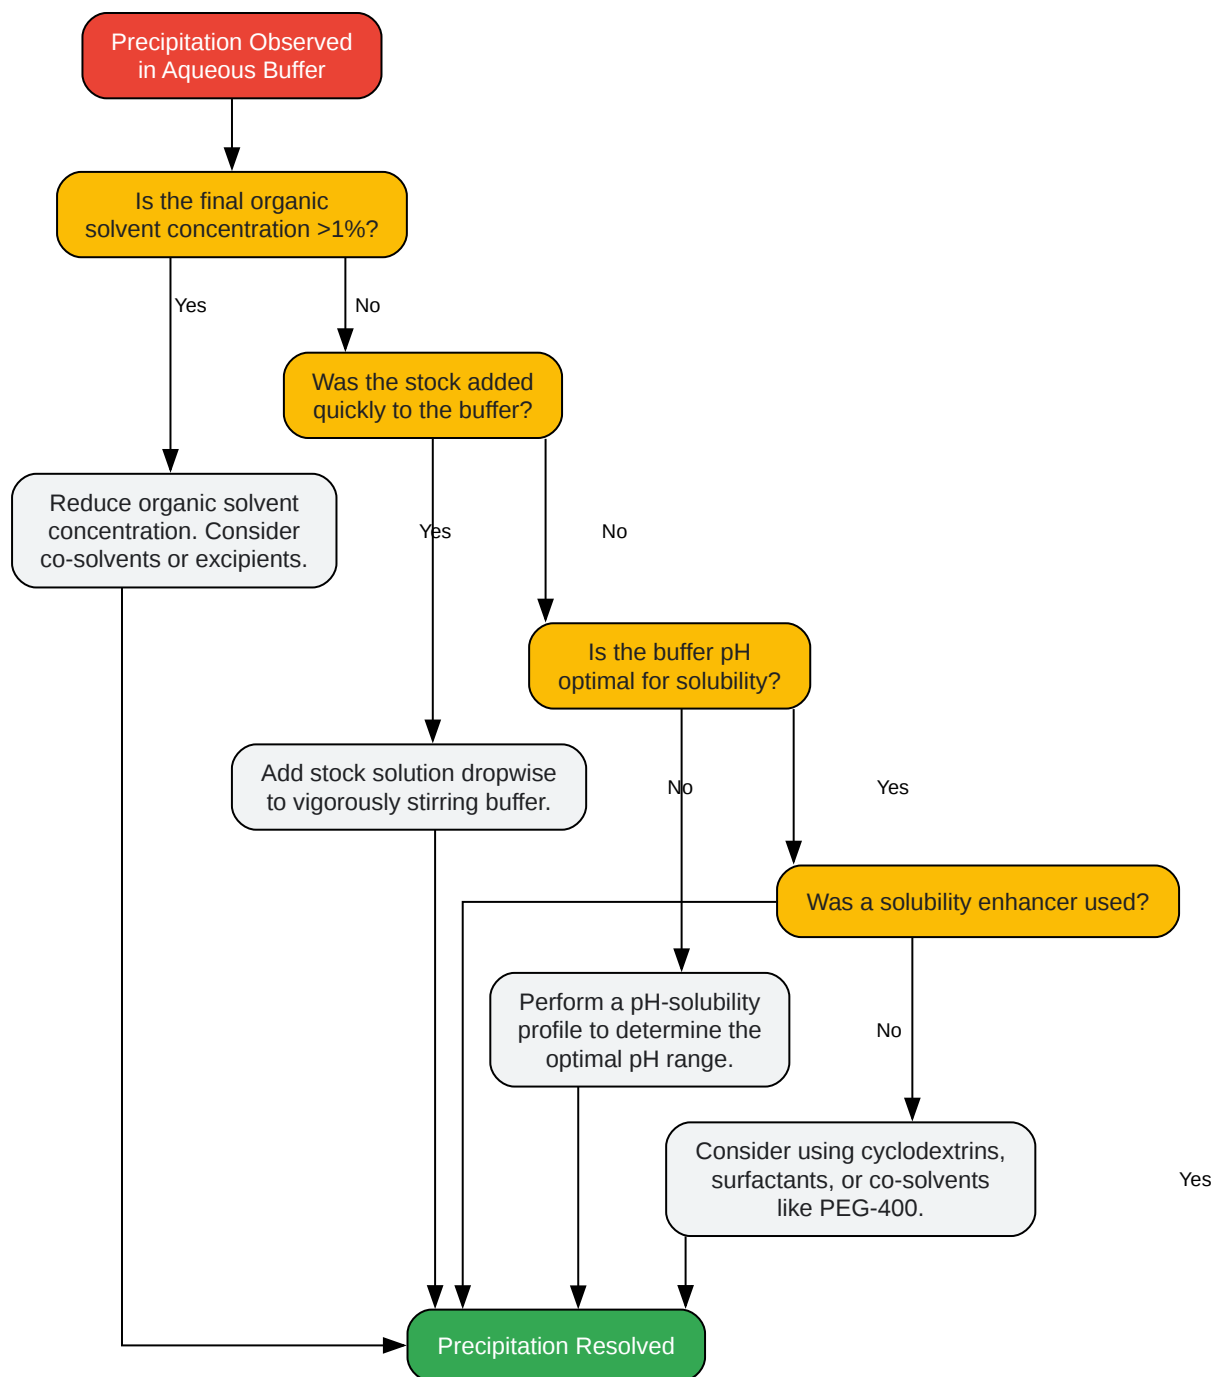 Precipitation Observed
in Aqueous Buffer
Is the final organic
solvent concentration >1%?
Yes
No
Was the stock added
quickly to the buffer?
Reduce organic solvent
concentration. Consider
co-solvents or excipients.
Yes
No
Is the buffer pH
optimal for solubility?
Add stock solution dropwise
to vigorously stirring buffer.
No
Yes
Was a solubility enhancer used?
Perform a pH-solubility
profile to determine the
optimal pH range.
No
Consider using cyclodextrins,
surfactants, or co-solvents
like PEG-400.
Yes
Precipitation Resolved